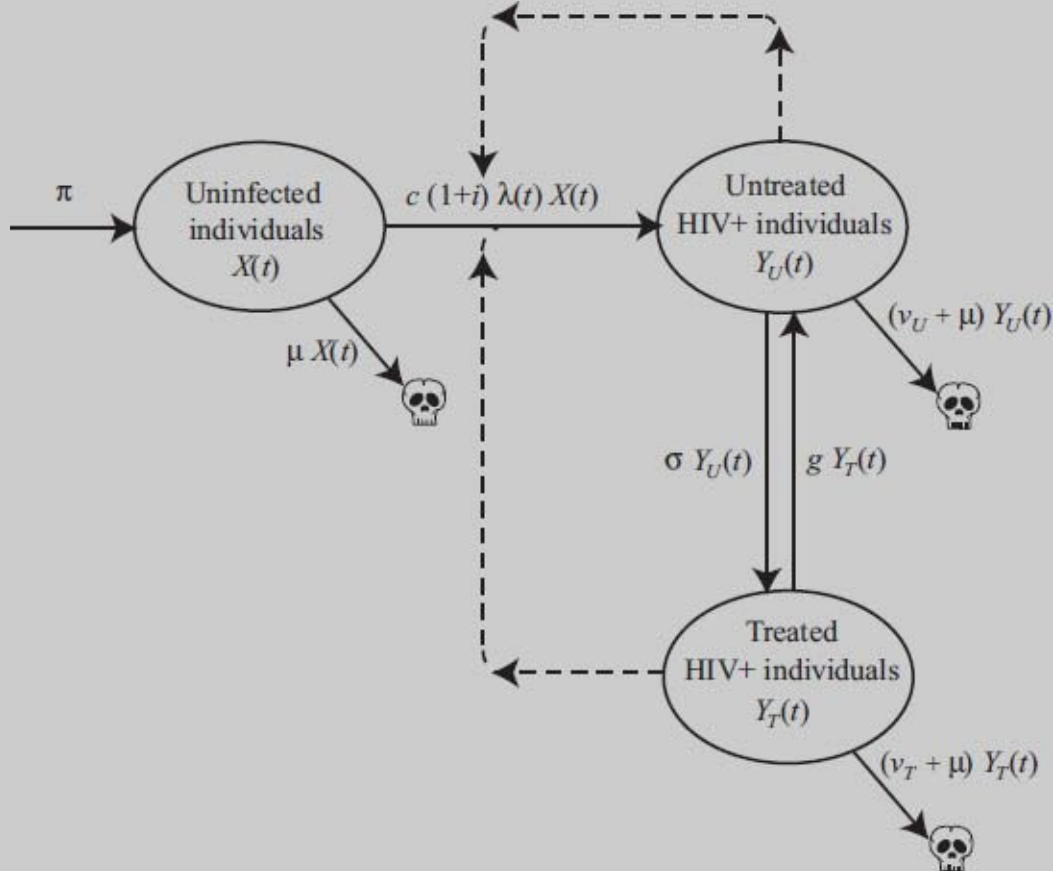 π
Uninfected
individuals
X(t)
c (1+i) λ(t) X(t)
Untreated
HIV+ individuals
Y_U(t)
μ X(t)
(v_U + μ) Y_U(t)
σ Y_U(t)
g Y_T(t)
Treated
HIV+ individuals
Y_T(t)
(v_T + μ) Y_T(t)